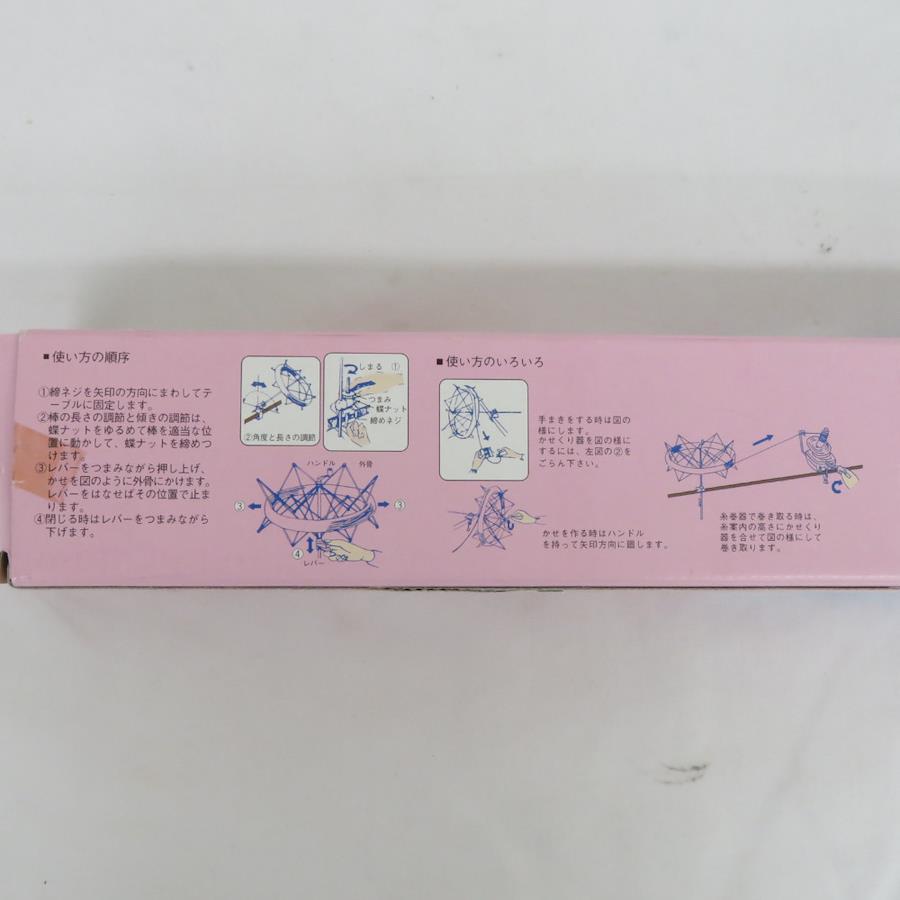 ■使い方の順序
①締ネジを矢印の方向にまわしてテ
ーブルに固定します。
②棒の長さの調節と傾きの調節は、
蝶ナットをゆるめて棒を適当な位
置に動かして、蝶ナットを締めつ
けます。
③レバーをつまみながら押し上げ、
かせを図のように外骨にかけます。
レバーをはなせばその位置で止ま
ります。
④閉じる時はレバーをつまみながら
下げます。
②角度と長さの調節
しまる ①
つまみ
蝶ナット
締めネジ
ハンドル 外骨
③ ③
④
レバー
■使い方のいろいろ
手まきをする時は図の
様にします。
かせくり器を図の様に
するには、左図の②を
ごらん下さい。
かせを作る時はハンドル
を持って矢印方向に廻します。
糸巻器で巻き取る時は、
糸案内の高さにかせくり
器を合せて図の様にして
巻き取ります。